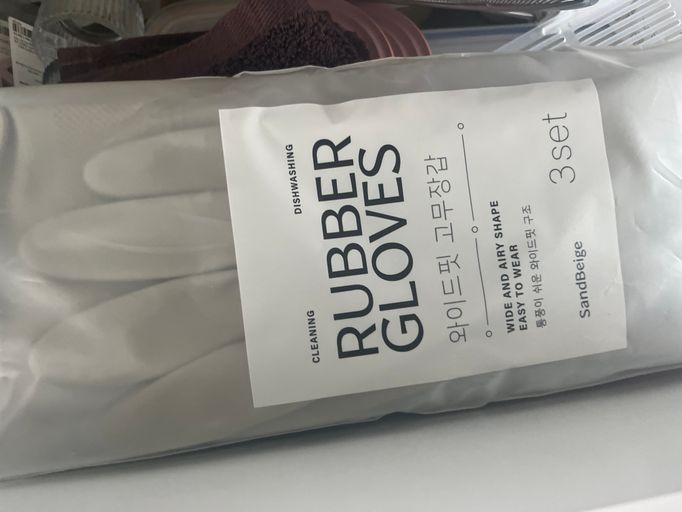 CLEANING DISHWASHING
RUBBER
GLOVES
와이드핏 고무장갑
WIDE AND AIRY SHAPE
EASY TO WEAR
통풍이 쉬운 와이드핏 구조
SandBeige 3set